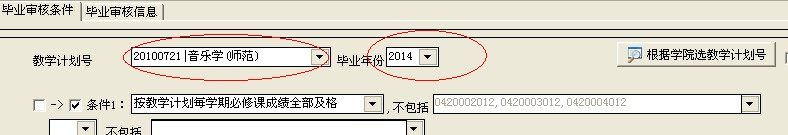 毕业审核条件 毕业审核信息
教学计划号 20100721|音乐学(师范) 毕业年份 2014 根据学院选教学计划号
-> 条件1: 按教学计划每学期必修课成绩全部及格 ,不包括 0420002012, 0420003012, 0420004012
不包括